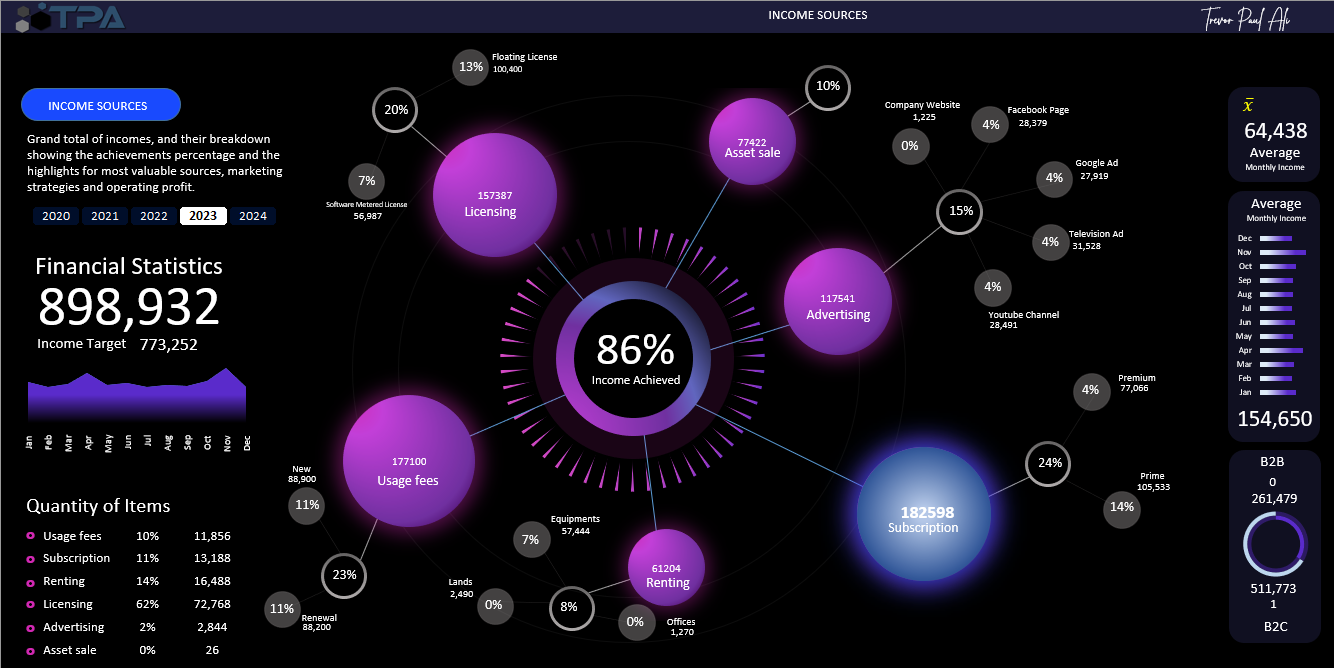 TPA
INCOME SOURCES
Trevor Paul Ali
INCOME SOURCES
Grand total of incomes, and their breakdown
showing the achievements percentage and the
highlights for most valuable sources, marketing
strategies and operating profit.
2020 2021 2022 2023 2024
Financial Statistics
898,932
Income Target 773,252
Jan Feb Mar Apr May Jun Jul Aug Sep Oct Nov Dec
Quantity of Items
Usage fees 10% 11,856
Subscription 11% 13,188
Renting 14% 16,488
Licensing 62% 72,768
Advertising 2% 2,844
Asset sale 0% 26
13%
Floating License
100,400
20%
7%
Software Metered License
56,987
157387
Licensing
10%
77422
Asset sale
Company Website
1,225
0%
4%
Facebook Page
28,379
4%
Google Ad
27,919
15%
4%
Television Ad
31,528
4%
Youtube Channel
28,491
117541
Advertising
86%
Income Achieved
4%
Premium
77,066
24%
14%
Prime
105,533
182598
Subscription
177100
Usage fees
New
88,900
11%
23%
11%
Renewal
88,200
Equipments
57,444
7%
61204
Renting
Lands
2,490
0%
8%
0%
Offices
1,270
x̄
64,438
Average
Monthly Income
Average
Monthly Income
Dec
Nov
Oct
Sep
Aug
Jul
Jun
May
Apr
Mar
Feb
Jan
154,650
B2B
0
261,479
511,773
1
B2C